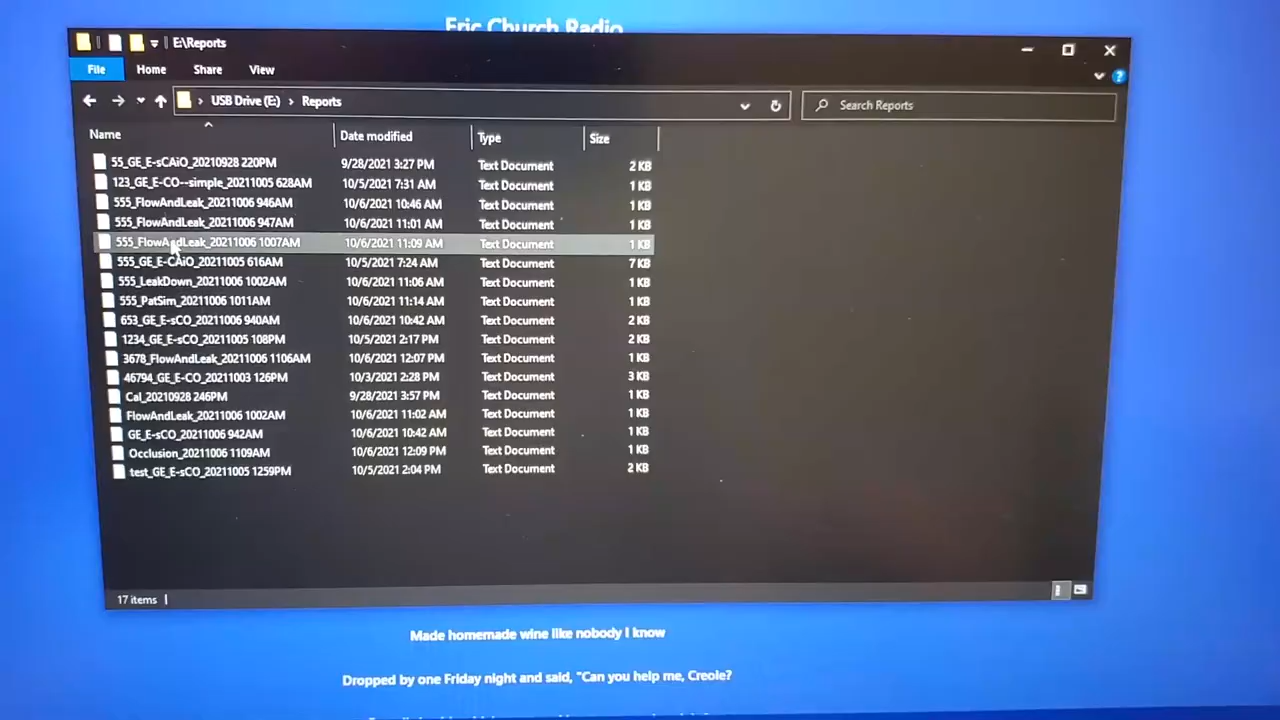 Eric Church Radio
E:\Reports
File Home Share View
USB Drive (E:) > Reports
Search Reports
Name Date modified Type Size
55_GE_E-sCAiO_20210928 220PM 9/28/2021 3:27 PM Text Document 2 KB
123_GE_E-CO--simple_20211005 628AM 10/5/2021 7:31 AM Text Document 1 KB
555_FlowAndLeak_20211006 946AM 10/6/2021 10:46 AM Text Document 1 KB
555_FlowAndLeak_20211006 947AM 10/6/2021 11:01 AM Text Document 1 KB
555_FlowAndLeak_20211006 1007AM 10/6/2021 11:09 AM Text Document 1 KB
555_GE_E-CAiO_20211005 616AM 10/5/2021 7:24 AM Text Document 7 KB
555_LeakDown_20211006 1002AM 10/6/2021 11:06 AM Text Document 1 KB
555_PatSim_20211006 1011AM 10/6/2021 11:14 AM Text Document 1 KB
653_GE_E-sCO_20211006 940AM 10/6/2021 10:42 AM Text Document 2 KB
1234_GE_E-sCO_20211005 108PM 10/5/2021 2:17 PM Text Document 2 KB
3678_FlowAndLeak_20211006 1106AM 10/6/2021 12:07 PM Text Document 1 KB
46794_GE_E-CO_20211003 126PM 10/3/2021 2:28 PM Text Document 3 KB
Cal_20210928 246PM 9/28/2021 3:57 PM Text Document 1 KB
FlowAndLeak_20211006 1002AM 10/6/2021 11:02 AM Text Document 1 KB
GE_E-sCO_20211006 942AM 10/6/2021 10:42 AM Text Document 1 KB
Occlusion_20211006 1109AM 10/6/2021 12:09 PM Text Document 1 KB
test_GE_E-sCO_20211005 1259PM 10/5/2021 2:04 PM Text Document 2 KB
17 items
Made homemade wine like nobody I know
Dropped by one Friday night and said, "Can you help me, Creole?